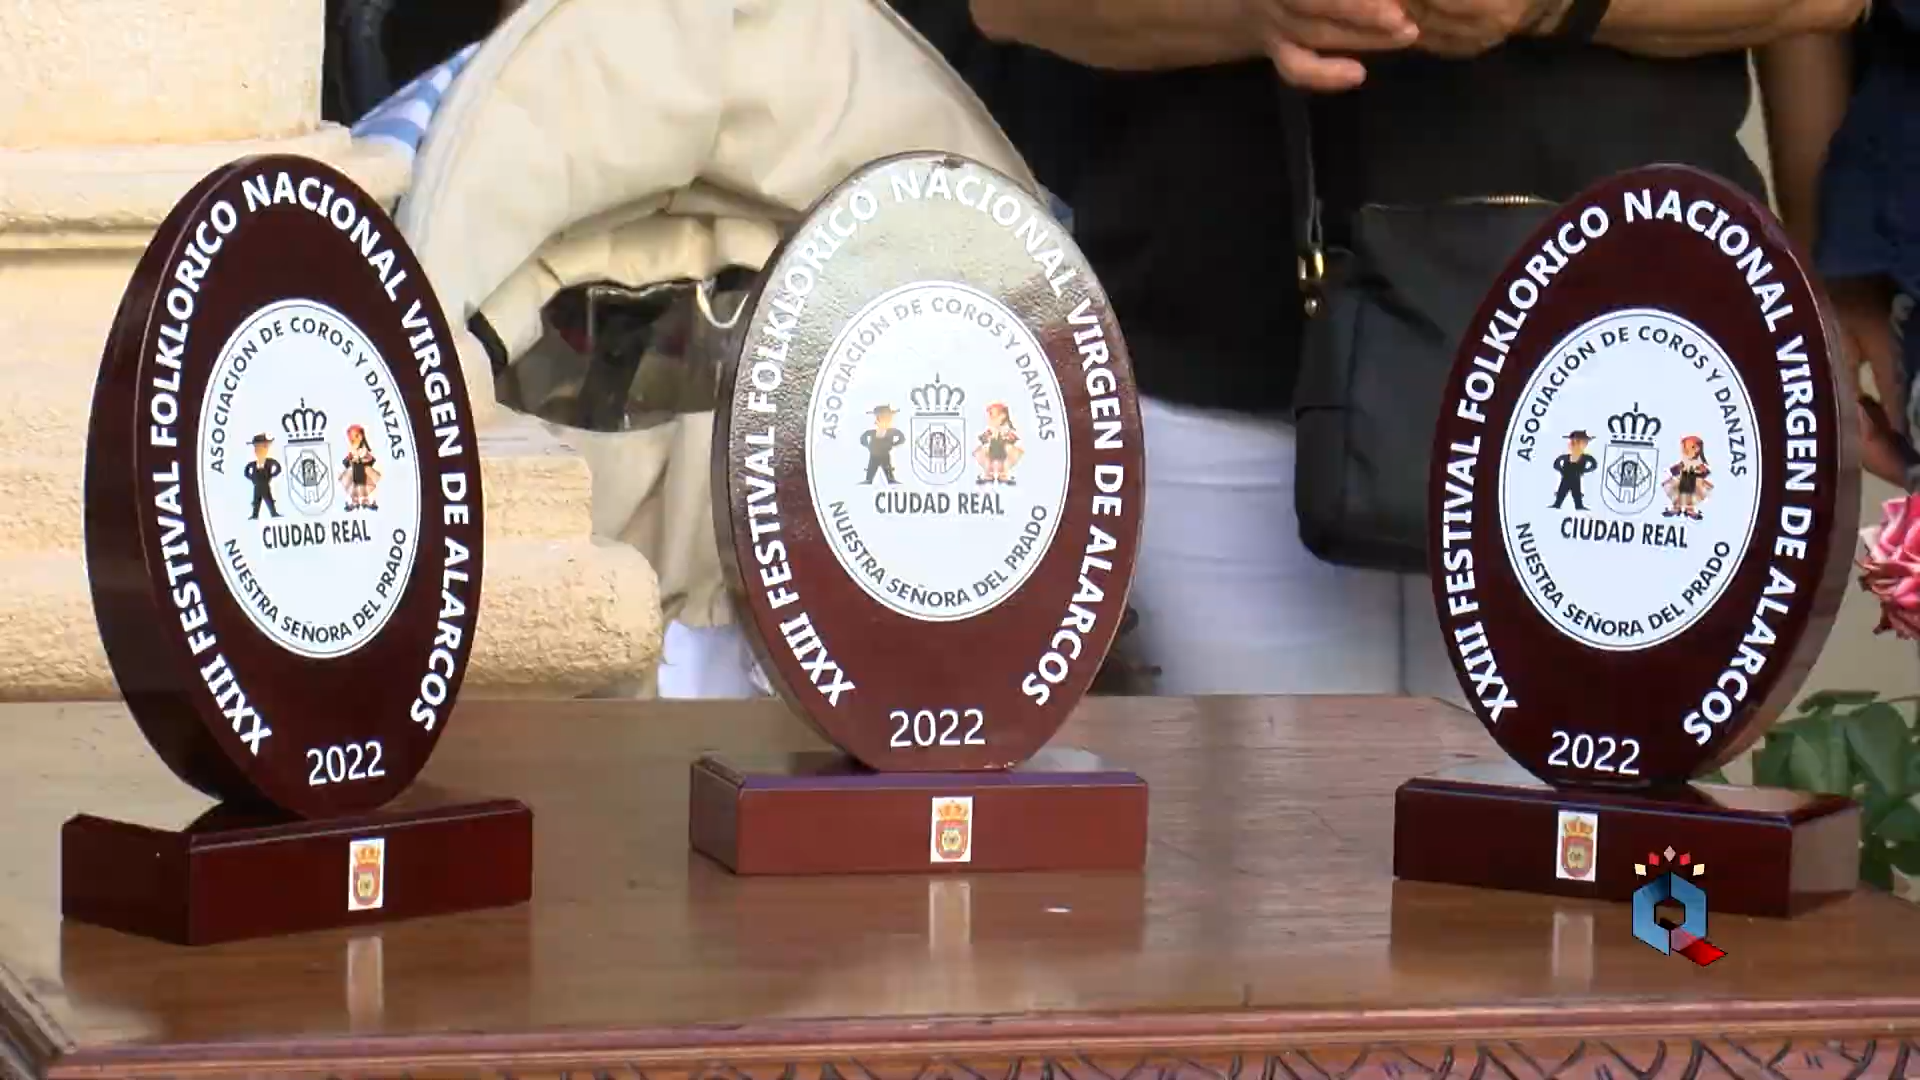 XXIII FESTIVAL FOLKLORICO NACIONAL VIRGEN DE ALARCOS
ASOCIACIÓN DE COROS Y DANZAS
CIUDAD REAL
NUESTRA SEÑORA DEL PRADO
2022
XXIII FESTIVAL FOLKLORICO NACIONAL VIRGEN DE ALARCOS
ASOCIACIÓN DE COROS Y DANZAS
CIUDAD REAL
NUESTRA SEÑORA DEL PRADO
2022
XXIII FESTIVAL FOLKLORICO NACIONAL VIRGEN DE ALARCOS
ASOCIACIÓN DE COROS Y DANZAS
CIUDAD REAL
NUESTRA SEÑORA DEL PRADO
2022